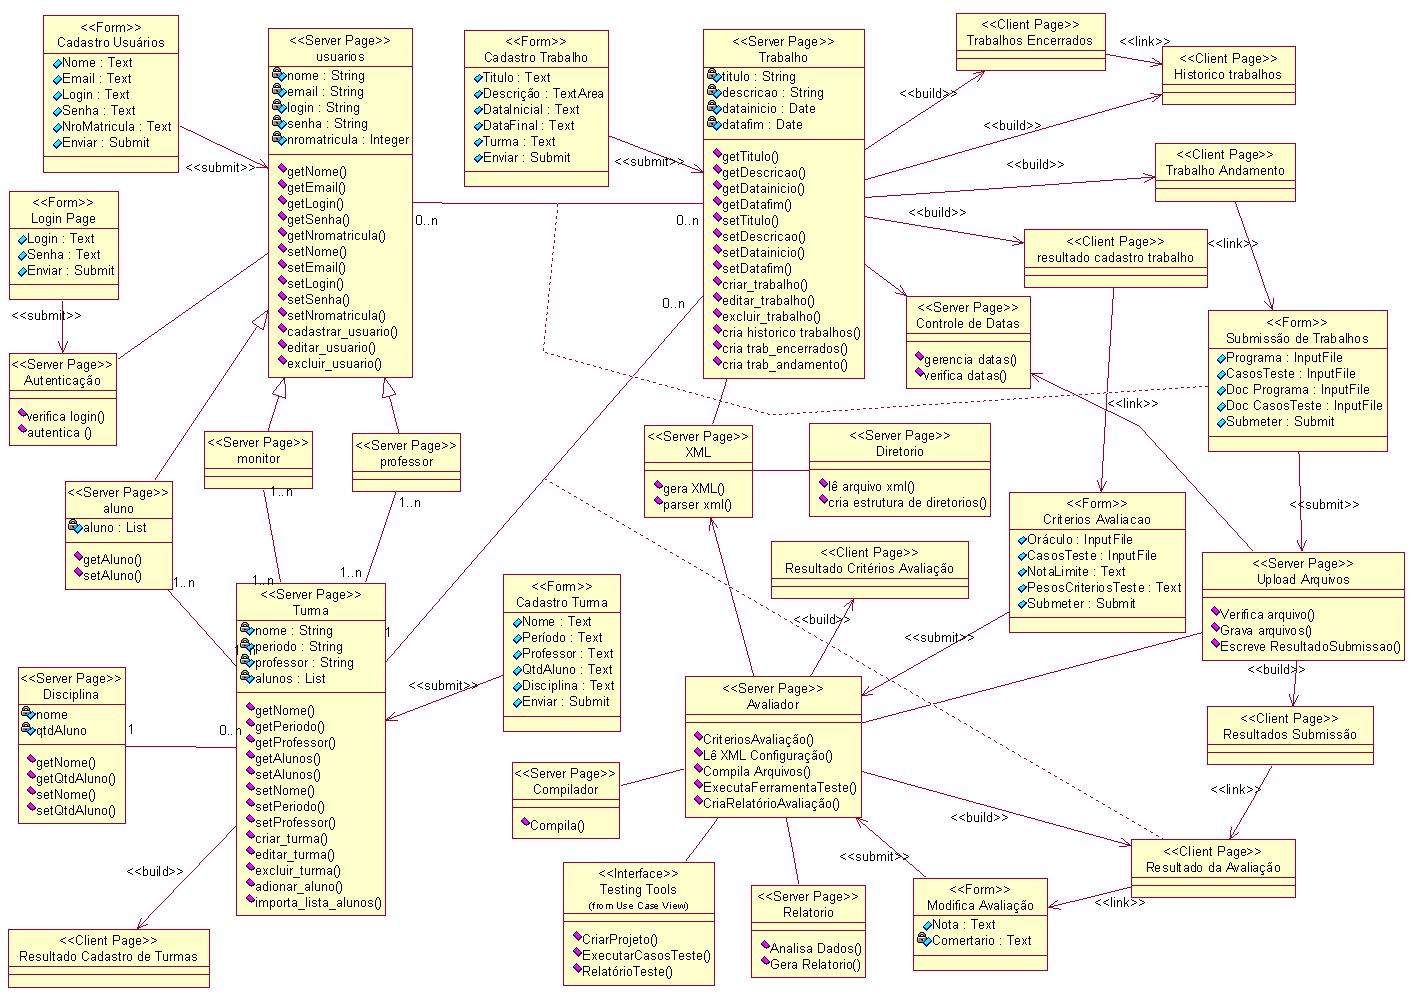 <<Form>>
Cadastro Usuários
Nome : Text
Email : Text
Login : Text
Senha : Text
NroMatricula : Text
Enviar : Submit
<<submit>>
<<Server Page>>
usuarios
nome : String
email : String
login : String
senha : String
nromatricula : Integer
getNome()
getEmail()
getLogin()
getSenha()
getNromatricula()
setNome()
setEmail()
setLogin()
setSenha()
setNromatricula()
cadastrar_usuario()
editar_usuario()
excluir_usuario()
<<Form>>
Cadastro Trabalho
Titulo : Text
Descrição : TextArea
DataInicial : Text
DataFinal : Text
Turma : Text
Enviar : Submit
<<submit>>
0..n
0..n
0..n
<<Server Page>>
Trabalho
titulo : String
descricao : String
datainicio : Date
datafim : Date
getTitulo()
getDescricao()
getDatainicio()
getDatafim()
setTitulo()
setDescricao()
setDatainicio()
setDatafim()
criar_trabalho()
editar_trabalho()
excluir_trabalho()
cria historico trabalhos()
cria trab_encerrados()
cria trab_andamento()
<<Client Page>>
Trabalhos Encerrados
<<link>>
<<Client Page>>
Historico trabalhos
<<build>>
<<build>>
<<build>>
<<build>>
<<Client Page>>
Trabalho Andamento
<<Client Page>>
resultado cadastro trabalho
<<link>>
<<Server Page>>
Controle de Datas
gerencia datas()
verifica datas()
<<link>>
<<Form>>
Submissão de Trabalhos
Programa : InputFile
CasosTeste : InputFile
Doc Programa : InputFile
Doc CasosTeste : InputFile
Submeter : Submit
<<submit>>
<<Form>>
Login Page
Login : Text
Senha : Text
Enviar : Submit
<<submit>>
<<Server Page>>
Autenticação
verifica login()
autentica ()
<<Server Page>>
monitor
1..n
<<Server Page>>
professor
1..n
<<Server Page>>
aluno
aluno : List
getAluno()
setAluno()
1..n
1..n
1..n
<<Server Page>>
XML
gera XML()
parser xml()
<<Server Page>>
Diretorio
lê arquivo xml()
cria estrutura de diretorios()
<<Form>>
Criterios Avaliacao
Oráculo : InputFile
CasosTeste : InputFile
NotaLimite : Text
PesosCriteriosTeste : Text
Submeter : Submit
<<submit>>
<<Client Page>>
Resultado Critérios Avaliação
<<build>>
<<Server Page>>
Upload Arquivos
Verifica arquivo()
Grava arquivos()
Escreve ResultadoSubmissao()
<<build>>
<<Server Page>>
Turma
nome : String
periodo : String
professor : String
alunos : List
getNome()
getPeriodo()
getProfessor()
getAlunos()
setAlunos()
setNome()
setPeriodo()
setProfessor()
criar_turma()
editar_turma()
excluir_turma()
adionar_aluno()
importa_lista_alunos()
1
<<submit>>
<<Form>>
Cadastro Turma
Nome : Text
Período : Text
Professor : Text
QtdAluno : Text
Disciplina : Text
Enviar : Submit
<<Server Page>>
Disciplina
nome
qtdAluno
getNome()
getQtdAluno()
setNome()
setQtdAluno()
1
0..n
<<build>>
<<Client Page>>
Resultado Cadastro de Turmas
<<Server Page>>
Avaliador
CriteriosAvaliação()
Lê XML Configuração()
Compila Arquivos()
ExecutaFerramentaTeste()
CriaRelatórioAvaliação()
<<Server Page>>
Compilador
Compila()
<<Client Page>>
Resultados Submissão
<<link>>
<<build>>
<<submit>>
<<Client Page>>
Resultado da Avaliação
<<link>>
<<Interface>>
Testing Tools
(from Use Case View)
CriarProjeto()
ExecutarCasosTeste()
RelatórioTeste()
<<Server Page>>
Relatorio
Analisa Dados()
Gera Relatorio()
<<Form>>
Modifica Avaliação
Nota : Text
Comentario : Text